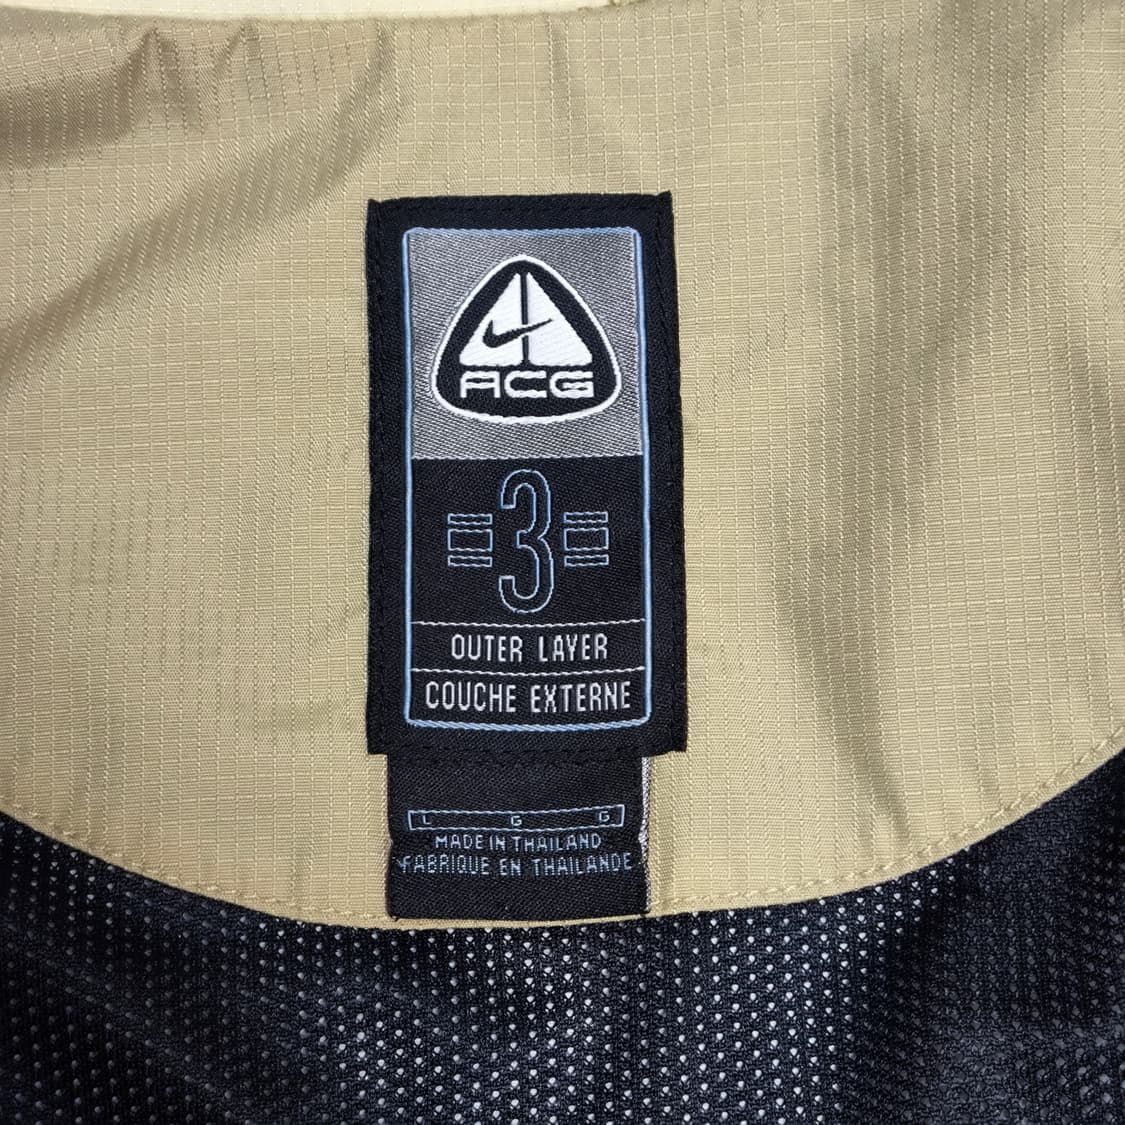 ACG
3
OUTER LAYER
COUCHE EXTERNE
L G G
MADE IN THAILAND
FABRIQUE EN THAILANDE